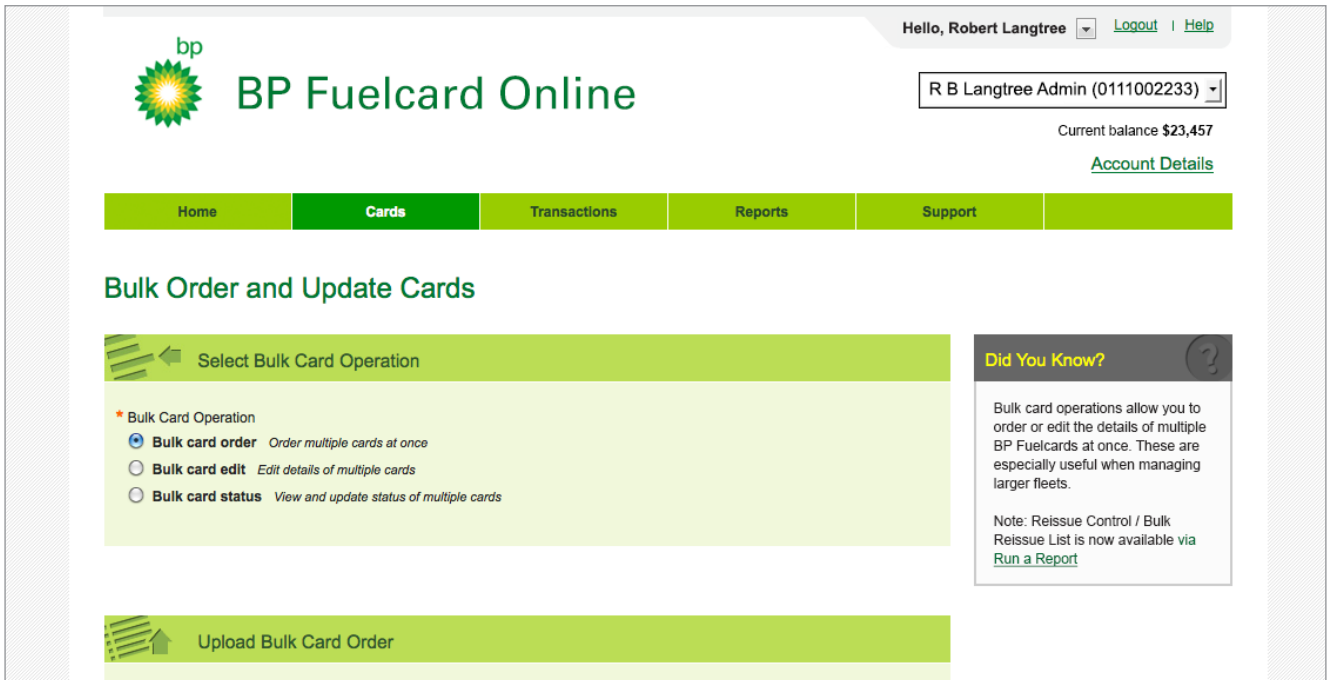 Hello, Robert Langtree Logout | Help
bp
BP Fuelcard Online
R B Langtree Admin (0111002233)
Current balance $23,457
Account Details
Home Cards Transactions Reports Support
Bulk Order and Update Cards
Select Bulk Card Operation
* Bulk Card Operation
Bulk card order Order multiple cards at once
Bulk card edit Edit details of multiple cards
Bulk card status View and update status of multiple cards
Did You Know? ?
Bulk card operations allow you to
order or edit the details of multiple
BP Fuelcards at once. These are
especially useful when managing
larger fleets.
Note: Reissue Control / Bulk
Reissue List is now available via
Run a Report
Upload Bulk Card Order